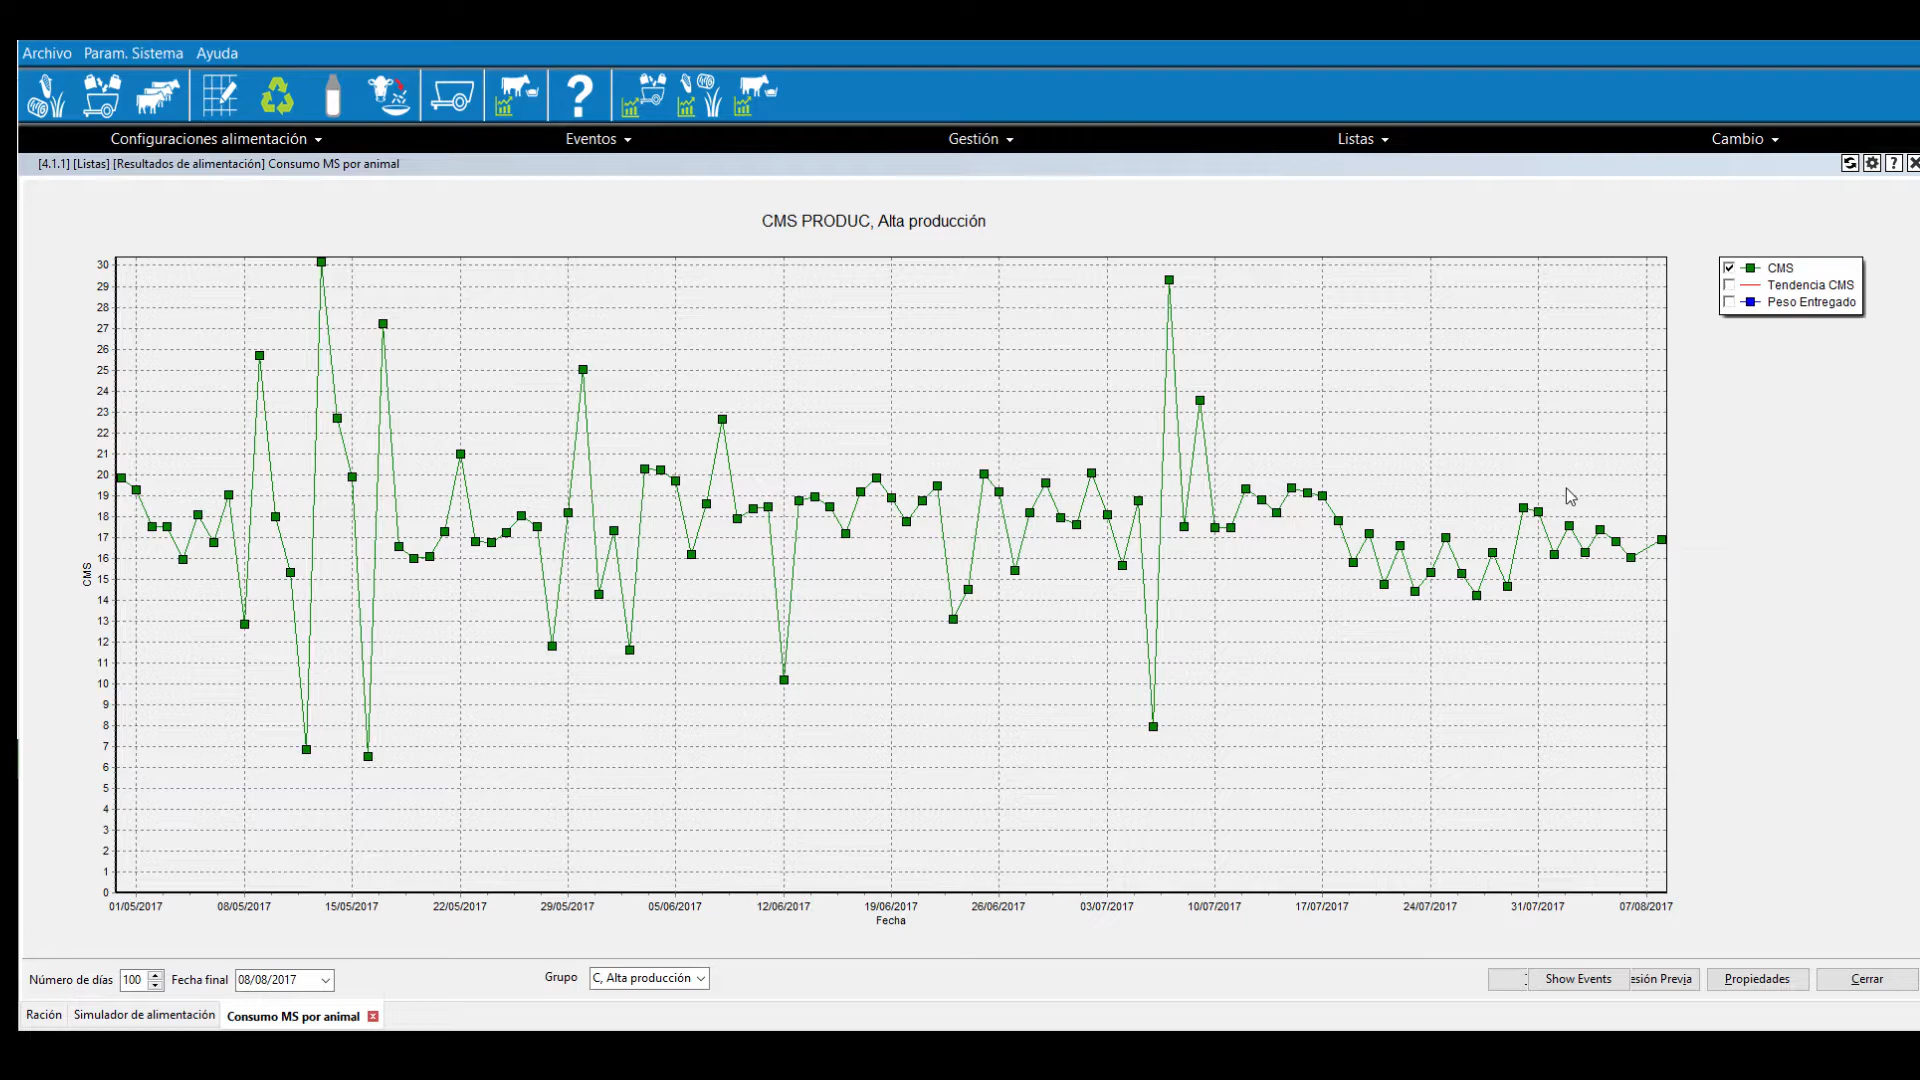 Archivo Param. Sistema Ayuda
Configuraciones alimentación Eventos Gestión Listas Cambio
[4.1.1] [Listas] [Resultados de alimentación] Consumo MS por animal
CMS PRODUC, Alta producción
CMS
Tendencia CMS
Peso Entregado
30
29
28
27
26
25
24
23
22
21
20
19
18
17
16
15
14
13
12
11
10
9
8
7
6
5
4
3
2
1
0
CMS
01/05/2017 08/05/2017 15/05/2017 22/05/2017 29/05/2017 05/06/2017 12/06/2017 19/06/2017 26/06/2017 03/07/2017 10/07/2017 17/07/2017 24/07/2017 31/07/2017 07/08/2017
Fecha
Número de días 100 Fecha final 08/08/2017 Grupo C, Alta producción Show Events esión Previa Propiedades Cerrar
Ración Simulador de alimentación Consumo MS por animal